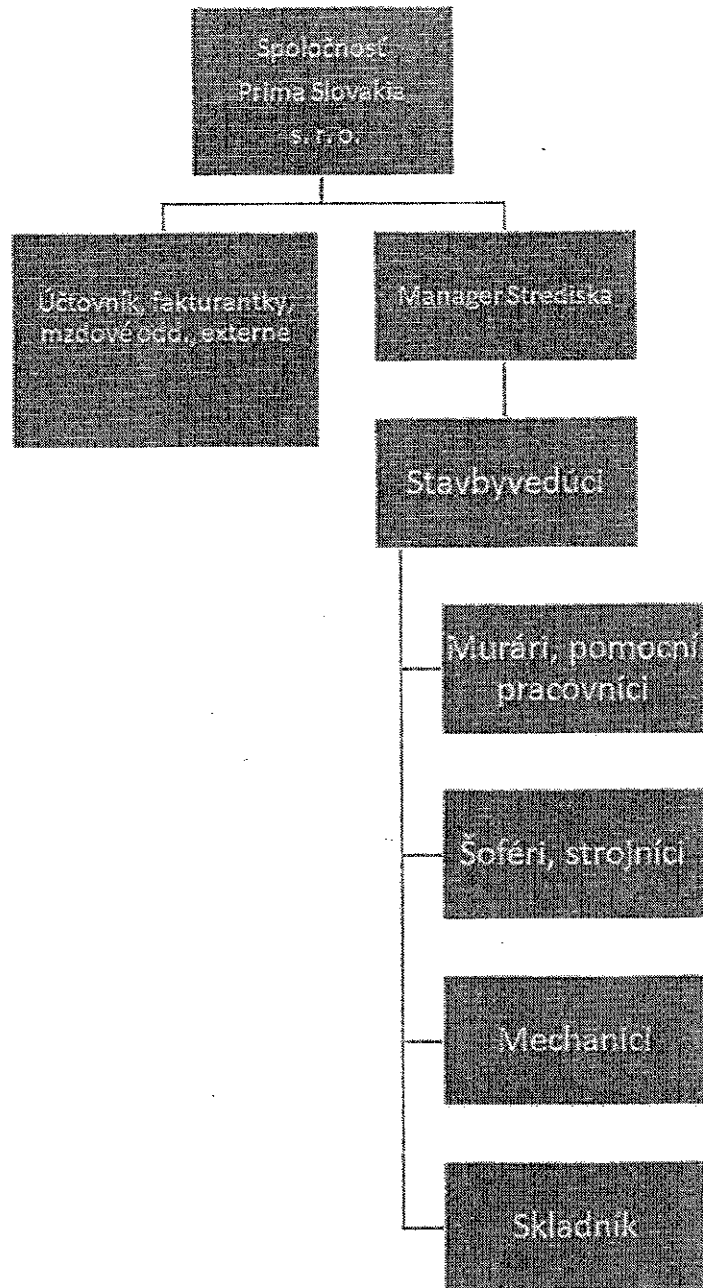 Spoločnosť
Prima Slovakia
s. r. o.
Účtovník, fakturantky,
mzdové odd., externe
Manager Strediska
Stavbyvedúci
Murári, pomocní
pracovníci
Šoféri, strojníci
Mechanici
Skladník